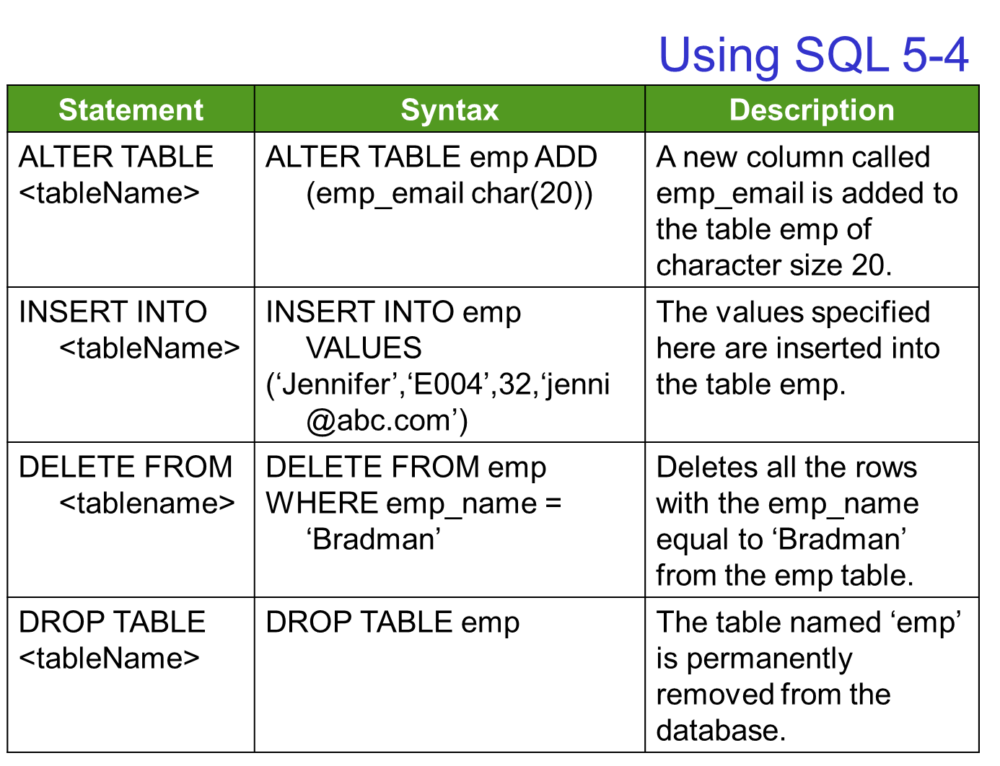 Using SQL 5-4
Statement
Syntax
Description
ALTER TABLE
<tableName>
ALTER TABLE emp ADD
(emp_email char(20))
A new column called
emp_email is added to
the table emp of
character size 20.
INSERT INTO
<tableName>
INSERT INTO emp
VALUES
(‘Jennifer’,‘E004’,32,‘jenni
@abc.com’)
The values specified
here are inserted into
the table emp.
DELETE FROM
<tablename>
DELETE FROM emp
WHERE emp_name =
‘Bradman’
Deletes all the rows
with the emp_name
equal to ‘Bradman’
from the emp table.
DROP TABLE
<tableName>
DROP TABLE emp
The table named ‘emp’
is permanently
removed from the
database.